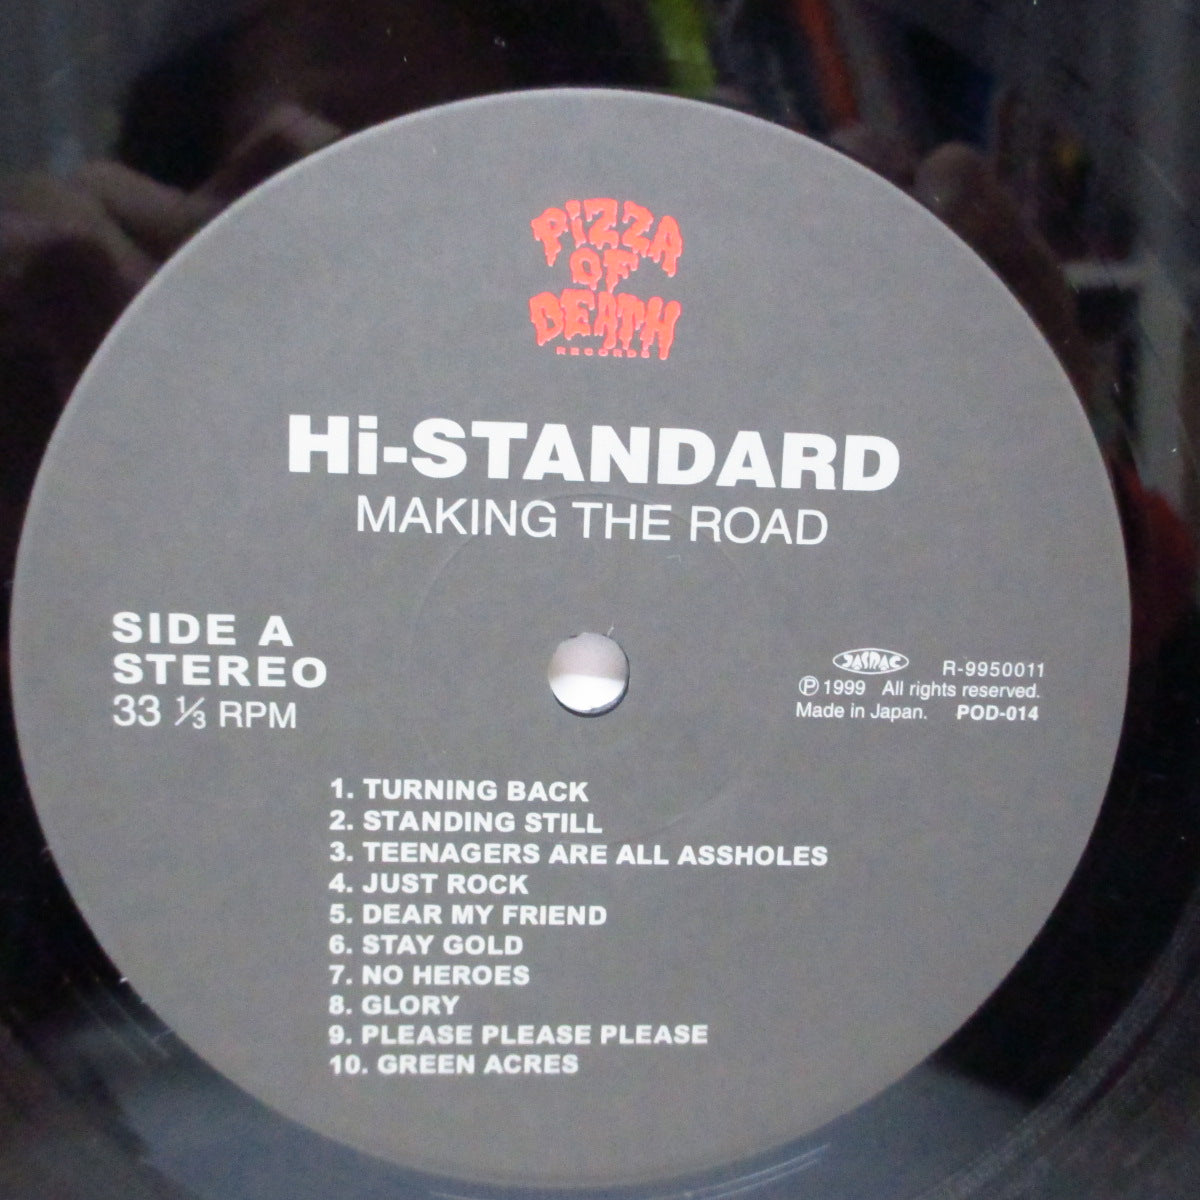 PiZZA
OF
DEATH
RECORDS
Hi-STANDARD
MAKING THE ROAD
SIDE A
STEREO
33 ⅓ RPM
JASRAC R-9950011
Ⓟ 1999 All rights reserved.
Made in Japan. POD-014
1. TURNING BACK
2. STANDING STILL
3. TEENAGERS ARE ALL ASSHOLES
4. JUST ROCK
5. DEAR MY FRIEND
6. STAY GOLD
7. NO HEROES
8. GLORY
9. PLEASE PLEASE PLEASE
10. GREEN ACRES